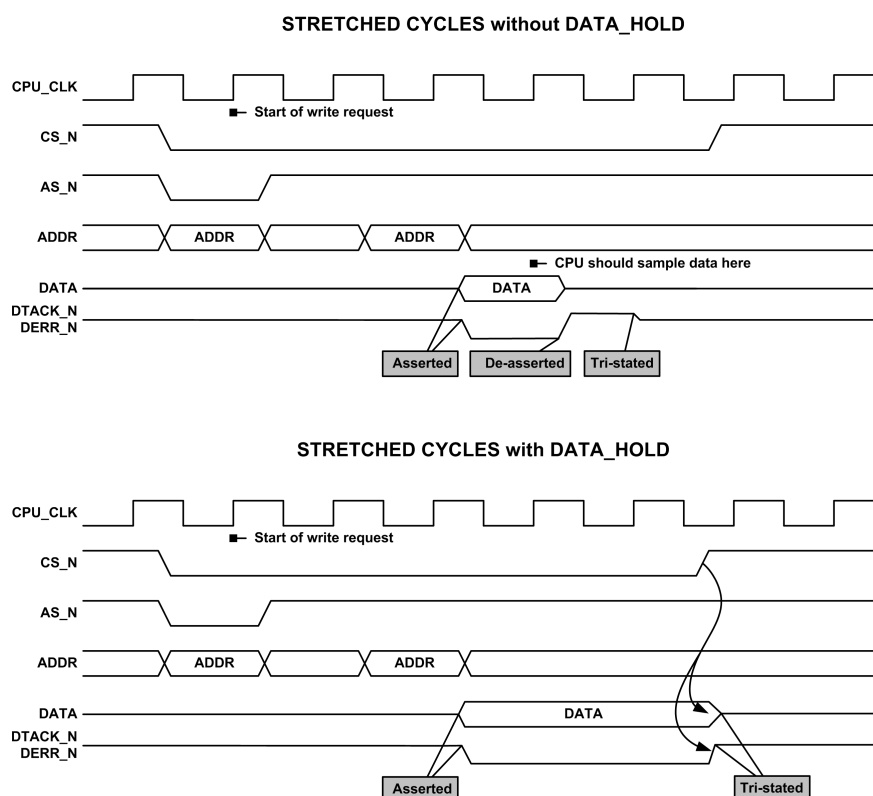 STRETCHED CYCLES without DATA_HOLD
CPU_CLK
Start of write request
CS_N
AS_N
ADDR ADDR ADDR
CPU should sample data here
DATA DATA
DTACK_N
DERR_N
Asserted De-asserted Tri-stated
STRETCHED CYCLES with DATA_HOLD
CPU_CLK
Start of write request
CS_N
AS_N
ADDR ADDR ADDR
DATA DATA
DTACK_N
DERR_N
Asserted Tri-stated